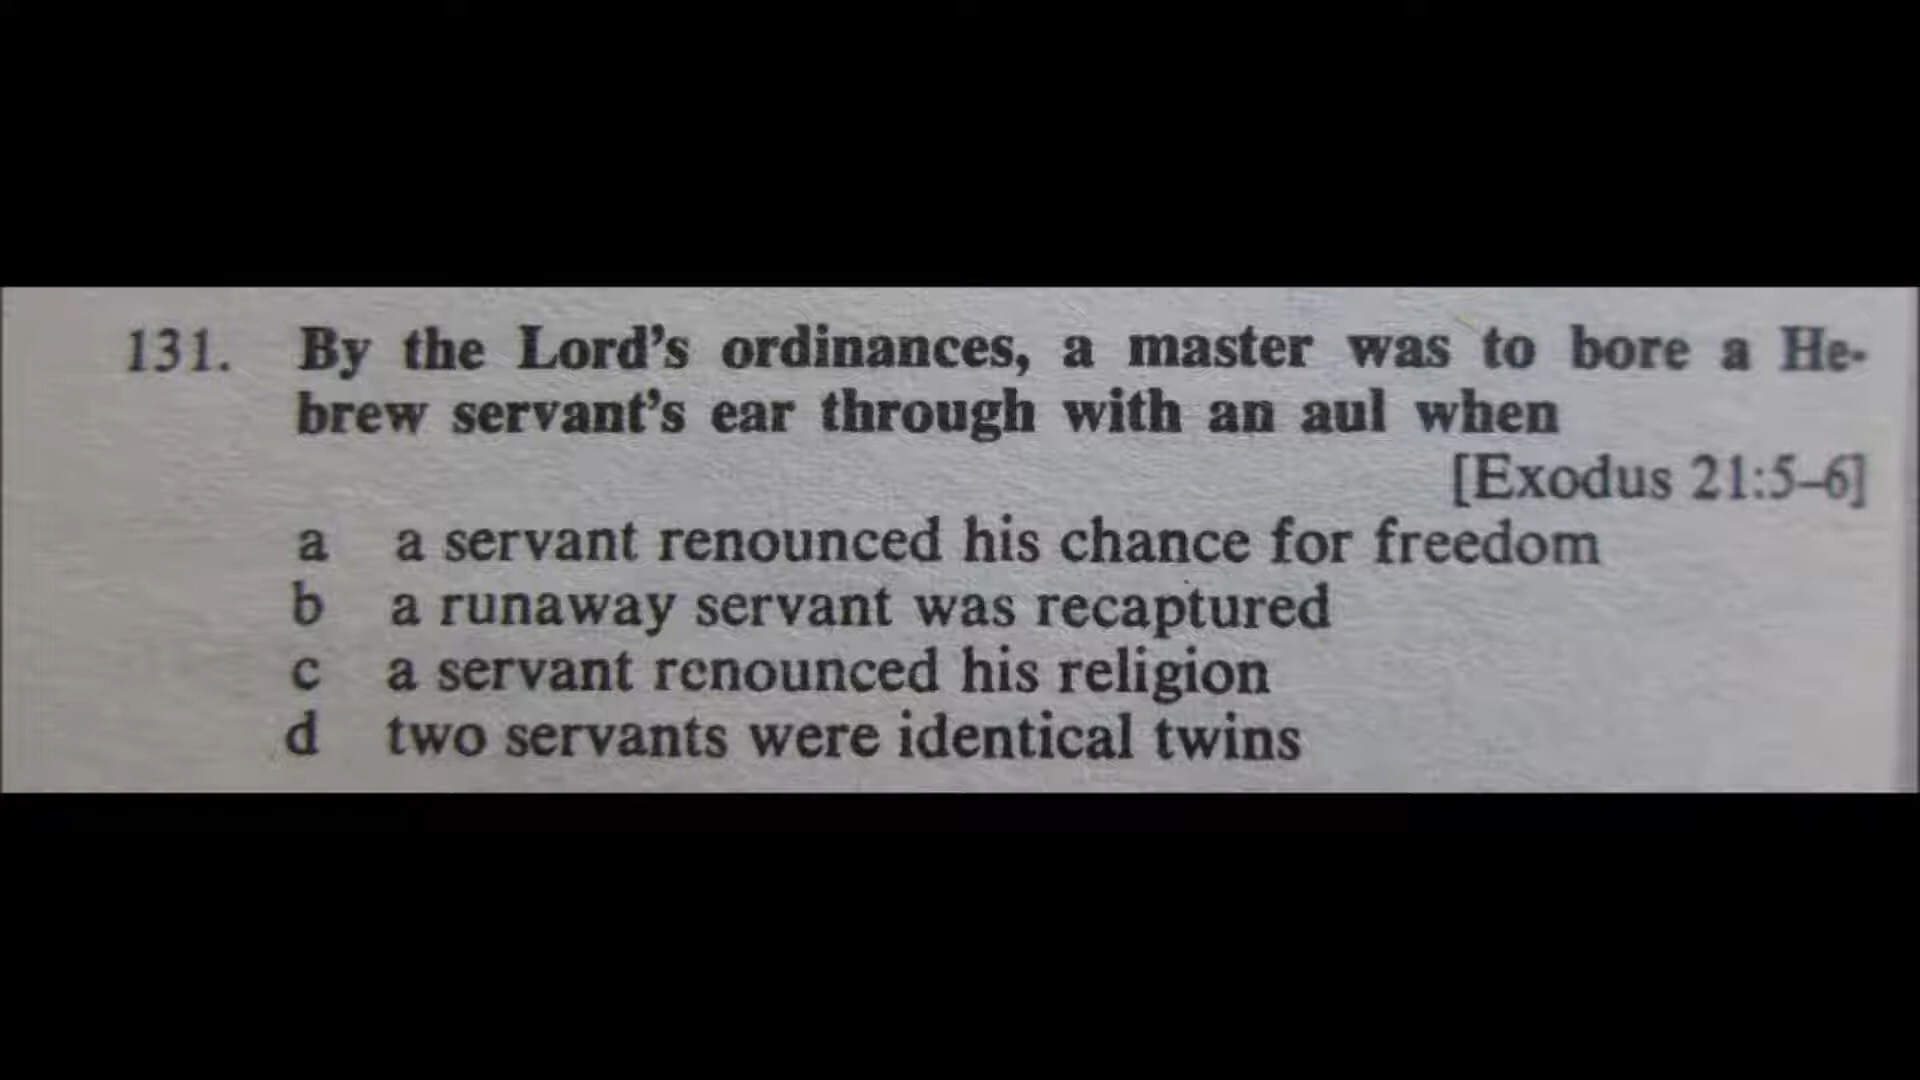 131. By the Lord's ordinances, a master was to bore a He-
brew servant's ear through with an aul when
[Exodus 21:5–6]
a a servant renounced his chance for freedom
b a runaway servant was recaptured
c a servant renounced his religion
d two servants were identical twins